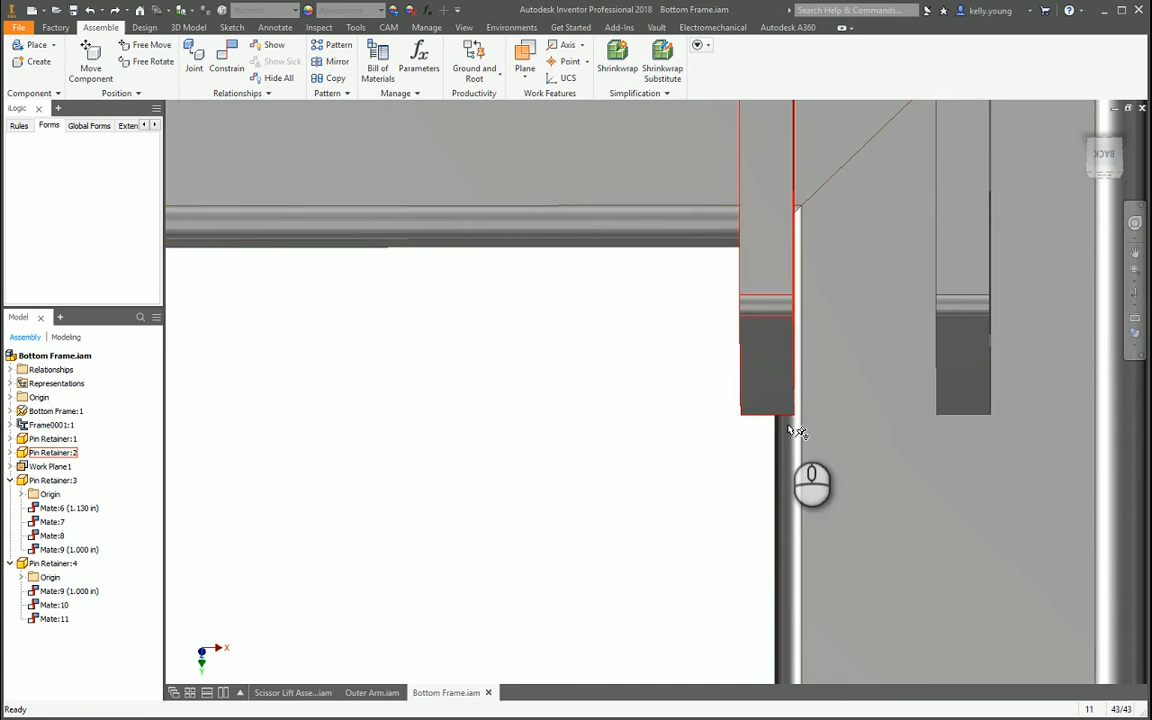 Autodesk Inventor Professional 2018 Bottom Frame.iam
Search Help & Commands...
kelly.young
File Factory Assemble Design 3D Model Sketch Annotate Inspect Tools CAM Manage View Environments Get Started Add-Ins Vault Electromechanical Autodesk A360
Place Free Move Show Pattern Axis
Create Free Rotate Show Sick Mirror Point
Move Component Joint Constrain Hide All Copy Bill of Materials Parameters Ground and Root Plane UCS Shrinkwrap Shrinkwrap Substitute
Component Position Relationships Pattern Manage Productivity Work Features Simplification
iLogic
Rules Forms Global Forms Exten
BACK
Model
Assembly Modeling
Bottom Frame.iam
Relationships
Representations
Origin
Bottom Frame:1
Frame0001:1
Pin Retainer:1
Pin Retainer:2
Work Plane1
Pin Retainer:3
Origin
Mate:6 (1.130 in)
Mate:7
Mate:8
Mate:9 (1.000 in)
Pin Retainer:4
Origin
Mate:9 (1.000 in)
Mate:10
Mate:11
X
Y
Scissor Lift Asse...iam Outer Arm.iam Bottom Frame.iam
Ready 11 43/43